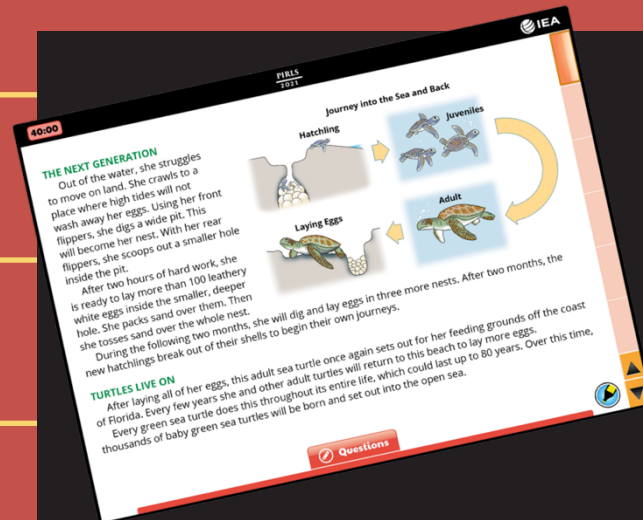 IEA
PIRLS
2021
40:00
THE NEXT GENERATION
Out of the water, she struggles
to move on land. She crawls to a
place where high tides will not
wash away her eggs. Using her front
flippers, she digs a wide pit. This
will become her nest. With her rear
flippers, she scoops out a smaller hole
inside the pit.
After two hours of hard work, she
is ready to lay more than 100 leathery
white eggs inside the smaller, deeper
hole. She packs sand over them. Then
she tosses sand over the whole nest.
During the following two months, she will dig and lay eggs in three more nests. After two months, the
new hatchlings break out of their shells to begin their own journeys.
Journey into the Sea and Back
Hatchling
Juveniles
Adult
Laying Eggs
TURTLES LIVE ON
After laying all of her eggs, this adult sea turtle once again sets out for her feeding grounds off the coast
of Florida. Every few years she and other adult turtles will return to this beach to lay more eggs.
Every green sea turtle does this throughout its entire life, which could last up to 80 years. Over this time,
thousands of baby green sea turtles will be born and set out into the open sea.
Questions